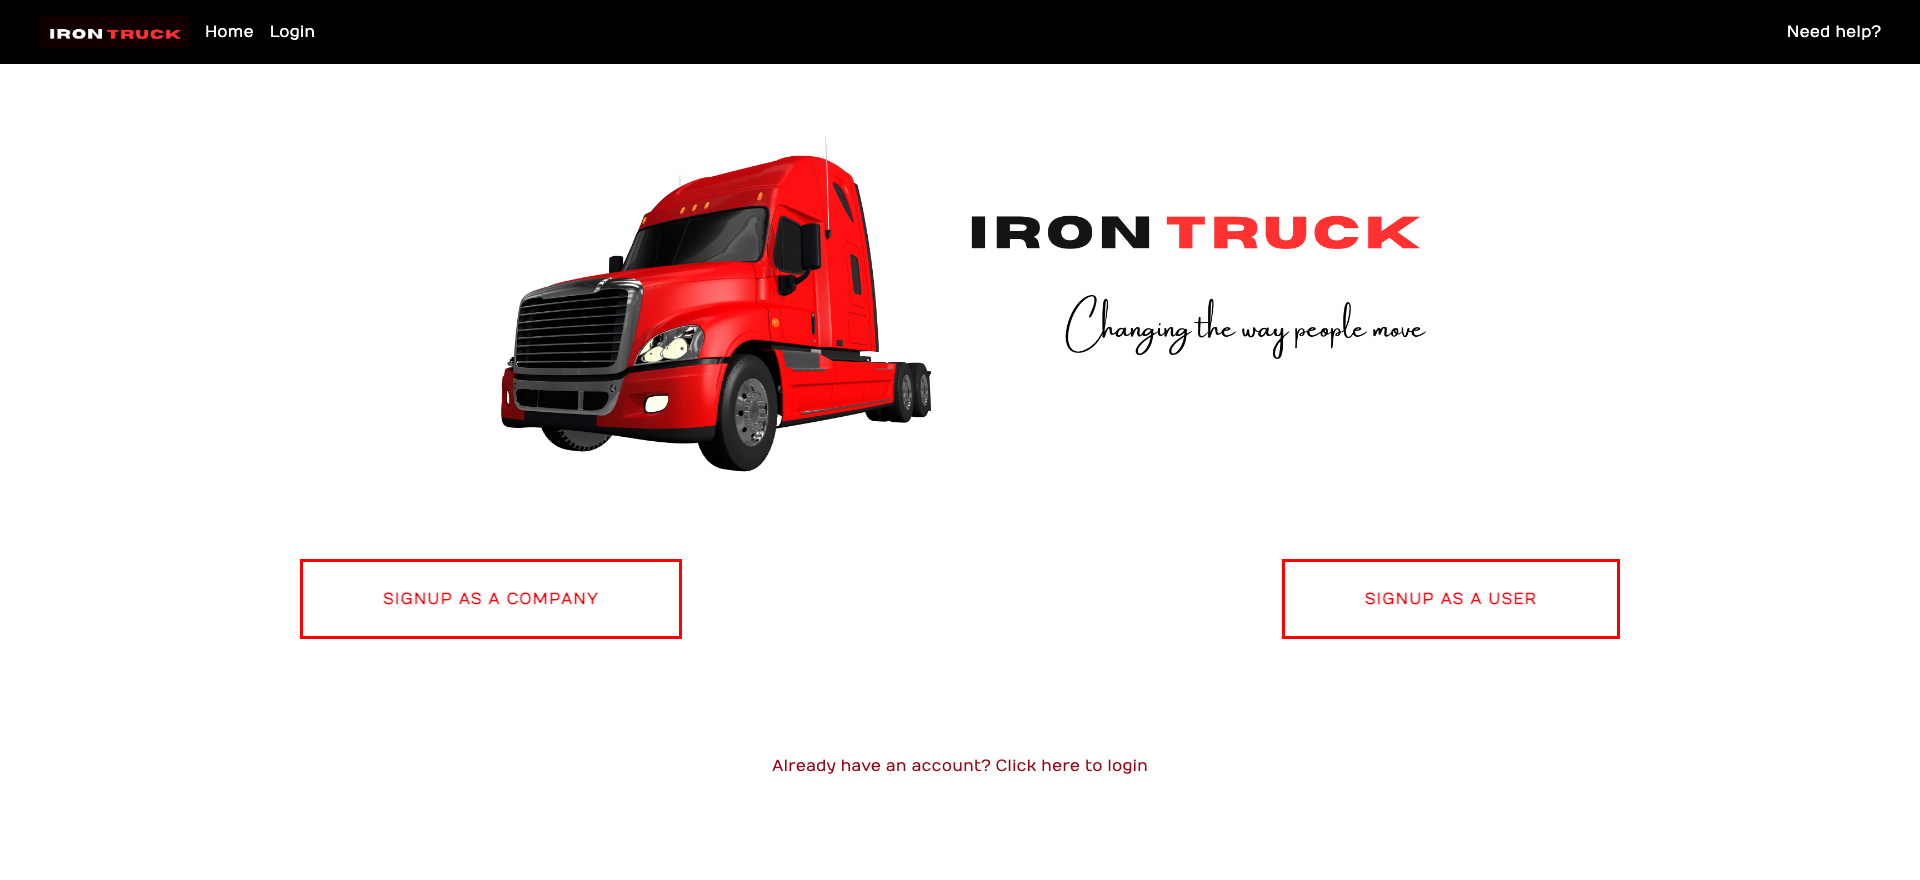 IRON TRUCK Home Login Need help?
IRON TRUCK
Changing the way people move
SIGNUP AS A COMPANY
SIGNUP AS A USER
Already have an account? Click here to login